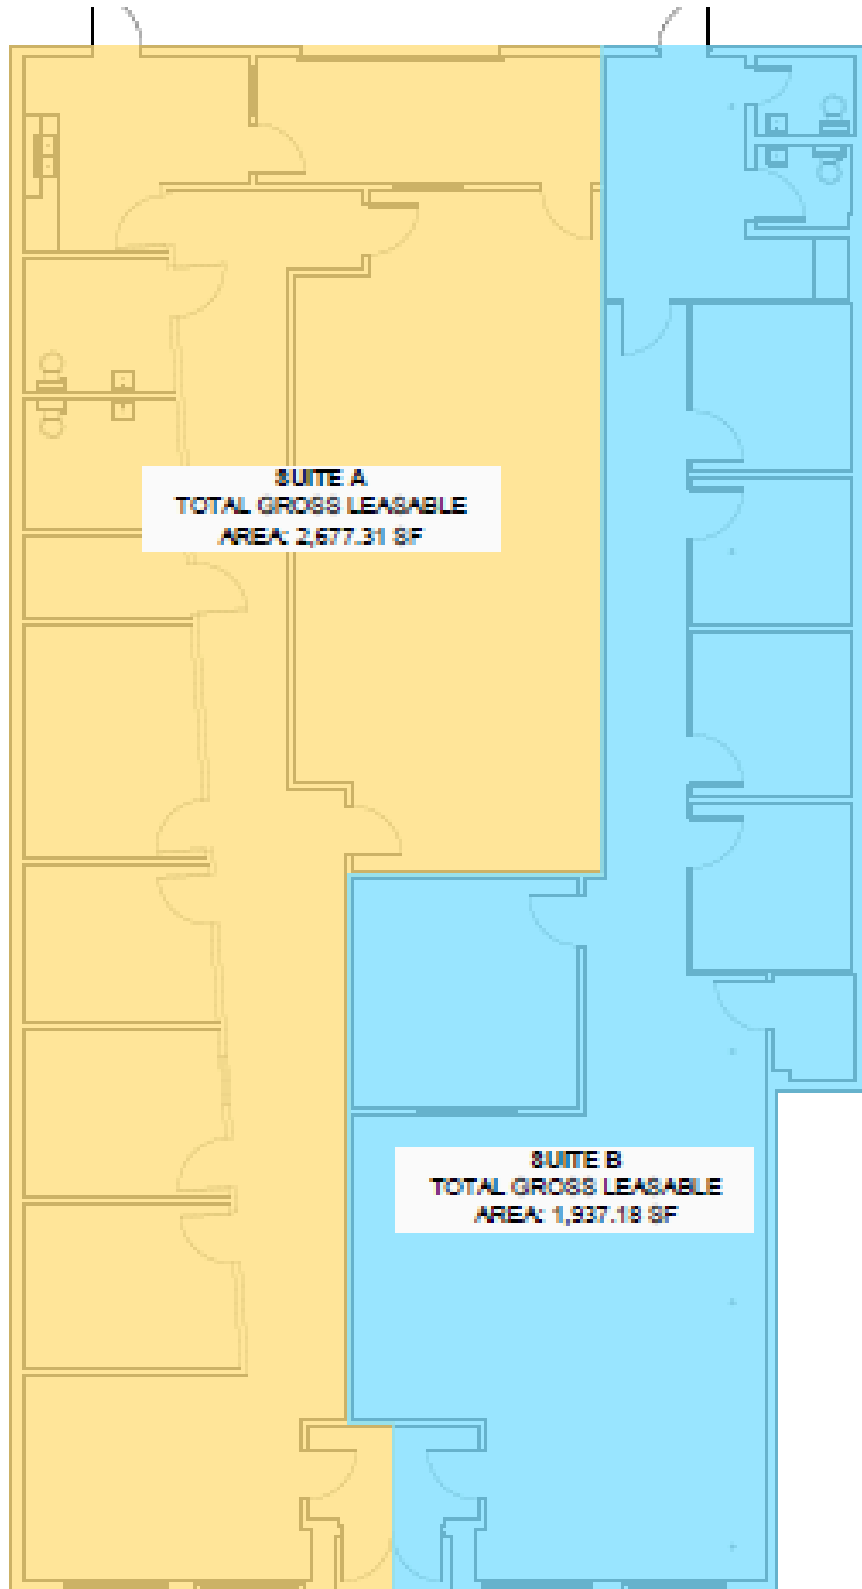 SUITE A
TOTAL GROSS LEASABLE
AREA: 2,677.31 SF
SUITE B
TOTAL GROSS LEASABLE
AREA: 1,937.18 SF